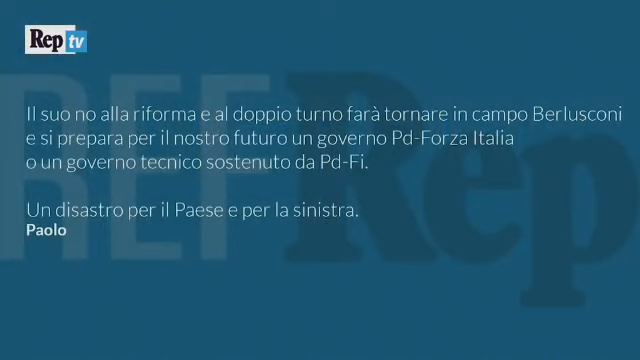 Rep tv
Il suo no alla riforma e al doppio turno farà tornare in campo Berlusconi
e si prepara per il nostro futuro un governo Pd-Forza Italia
o un governo tecnico sostenuto da Pd-Fi.
Un disastro per il Paese e per la sinistra.
Paolo
REF Rep